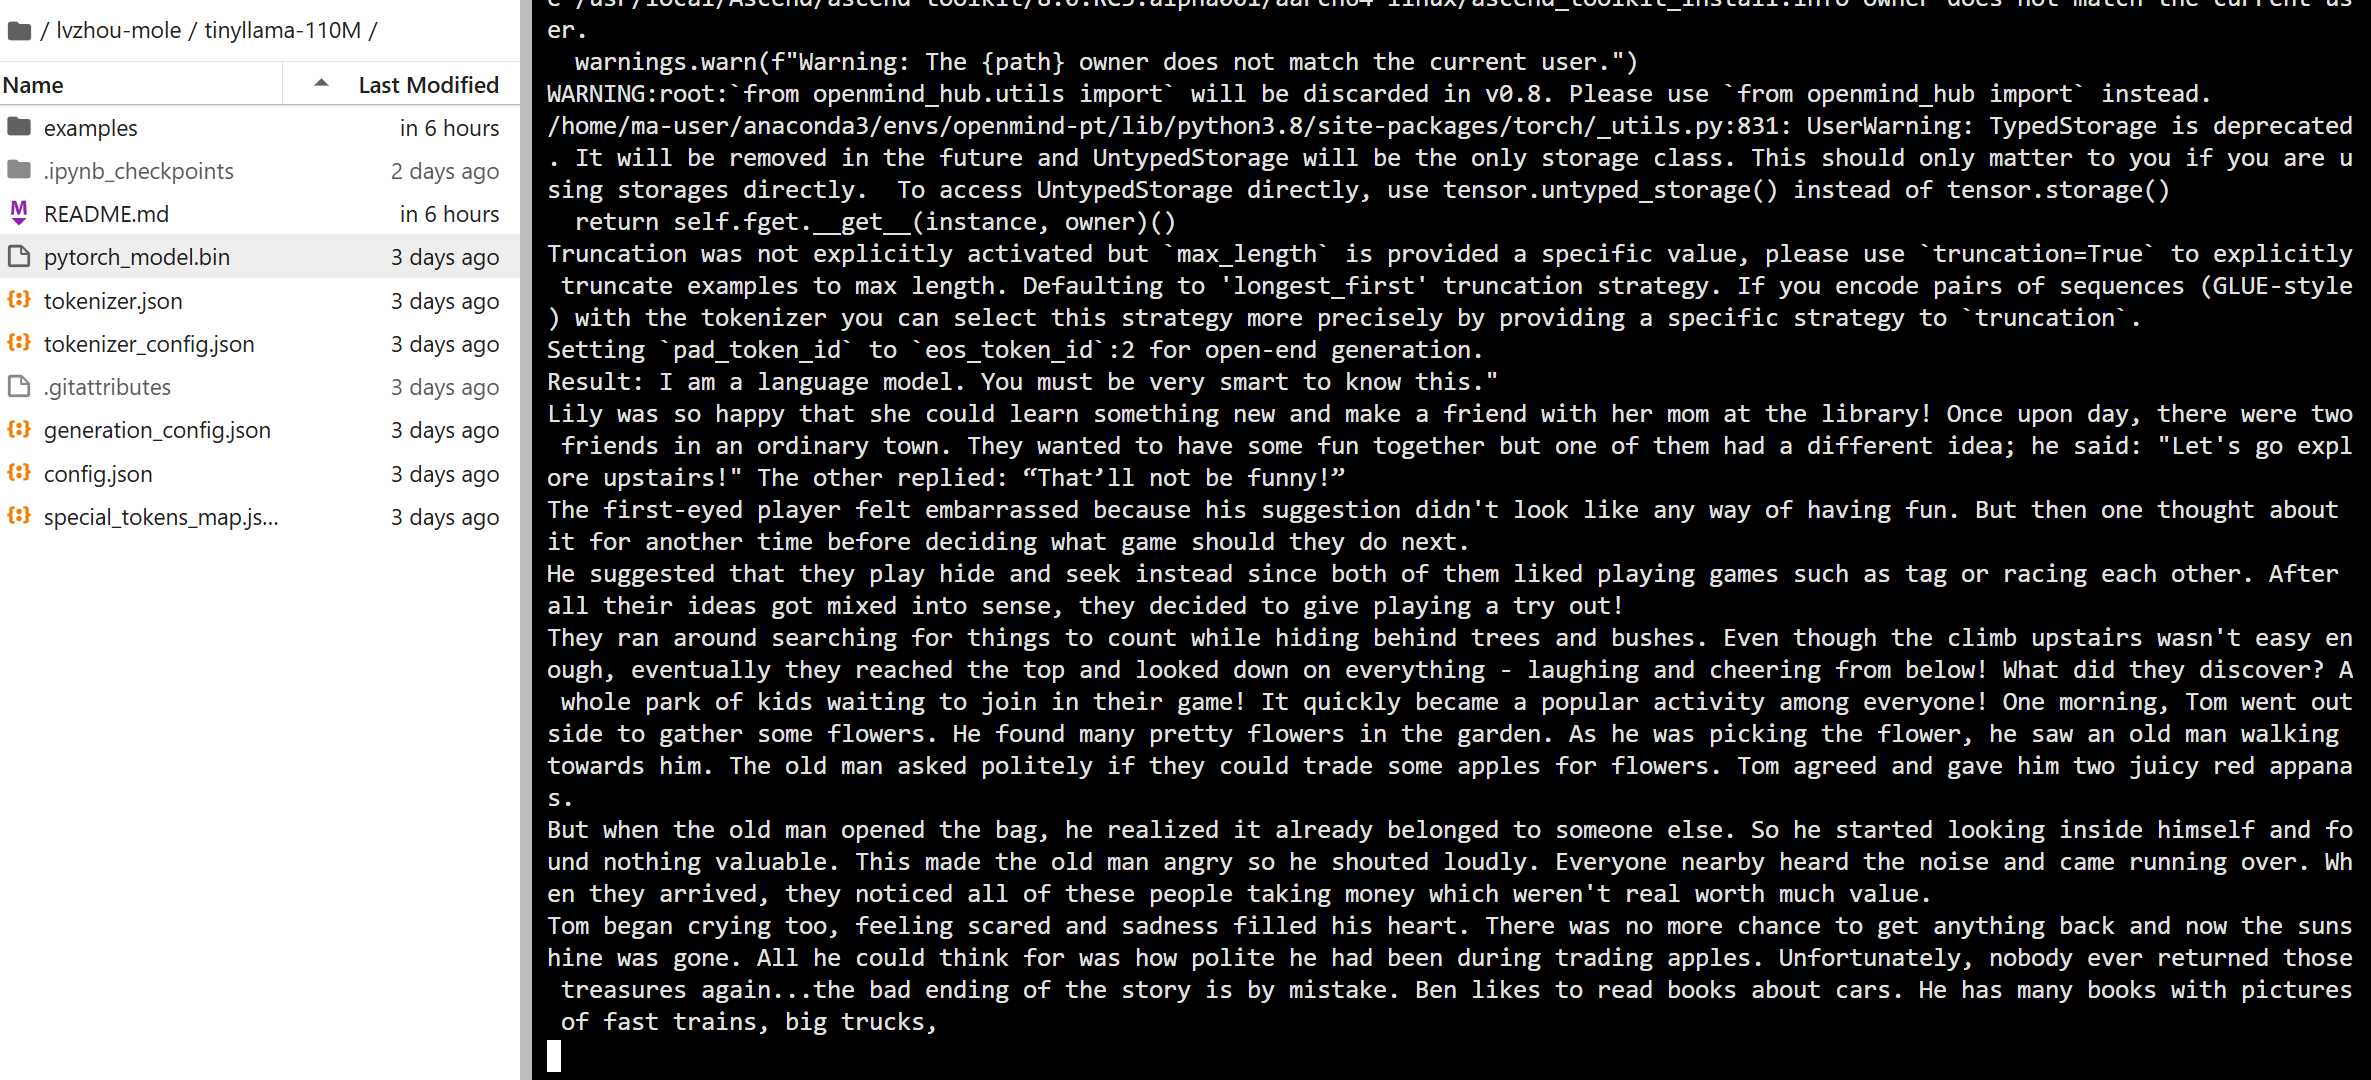 / lvzhou-mole / tinyllama-110M /
Name Last Modified
examples in 6 hours
.ipynb_checkpoints 2 days ago
README.md in 6 hours
pytorch_model.bin 3 days ago
tokenizer.json 3 days ago
tokenizer_config.json 3 days ago
.gitattributes 3 days ago
generation_config.json 3 days ago
config.json 3 days ago
special_tokens_map.js... 3 days ago
e /usr/local/Ascend/ascend-toolkit/8.0.RC3.alpha001/aarch64-linux/ascend_toolkit_install.info owner does not match the current us
er.
  warnings.warn(f"Warning: The {path} owner does not match the current user.")
WARNING:root:`from openmind_hub.utils import` will be discarded in v0.8. Please use `from openmind_hub import` instead.
/home/ma-user/anaconda3/envs/openmind-pt/lib/python3.8/site-packages/torch/_utils.py:831: UserWarning: TypedStorage is deprecated
. It will be removed in the future and UntypedStorage will be the only storage class. This should only matter to you if you are u
sing storages directly.  To access UntypedStorage directly, use tensor.untyped_storage() instead of tensor.storage()
  return self.fget.__get__(instance, owner)()
Truncation was not explicitly activated but `max_length` is provided a specific value, please use `truncation=True` to explicitly
 truncate examples to max length. Defaulting to 'longest_first' truncation strategy. If you encode pairs of sequences (GLUE-style
) with the tokenizer you can select this strategy more precisely by providing a specific strategy to `truncation`.
Setting `pad_token_id` to `eos_token_id`:2 for open-end generation.
Result: I am a language model. You must be very smart to know this."
Lily was so happy that she could learn something new and make a friend with her mom at the library! Once upon day, there were two
 friends in an ordinary town. They wanted to have some fun together but one of them had a different idea; he said: "Let's go expl
ore upstairs!" The other replied: “That’ll not be funny!”
The first-eyed player felt embarrassed because his suggestion didn't look like any way of having fun. But then one thought about
it for another time before deciding what game should they do next.
He suggested that they play hide and seek instead since both of them liked playing games such as tag or racing each other. After
all their ideas got mixed into sense, they decided to give playing a try out!
They ran around searching for things to count while hiding behind trees and bushes. Even though the climb upstairs wasn't easy en
ough, eventually they reached the top and looked down on everything - laughing and cheering from below! What did they discover? A
 whole park of kids waiting to join in their game! It quickly became a popular activity among everyone! One morning, Tom went out
side to gather some flowers. He found many pretty flowers in the garden. As he was picking the flower, he saw an old man walking
towards him. The old man asked politely if they could trade some apples for flowers. Tom agreed and gave him two juicy red appana
s.
But when the old man opened the bag, he realized it already belonged to someone else. So he started looking inside himself and fo
und nothing valuable. This made the old man angry so he shouted loudly. Everyone nearby heard the noise and came running over. Wh
en they arrived, they noticed all of these people taking money which weren't real worth much value.
Tom began crying too, feeling scared and sadness filled his heart. There was no more chance to get anything back and now the suns
hine was gone. All he could think for was how polite he had been during trading apples. Unfortunately, nobody ever returned those
 treasures again...the bad ending of the story is by mistake. Ben likes to read books about cars. He has many books with pictures
 of fast trains, big trucks,